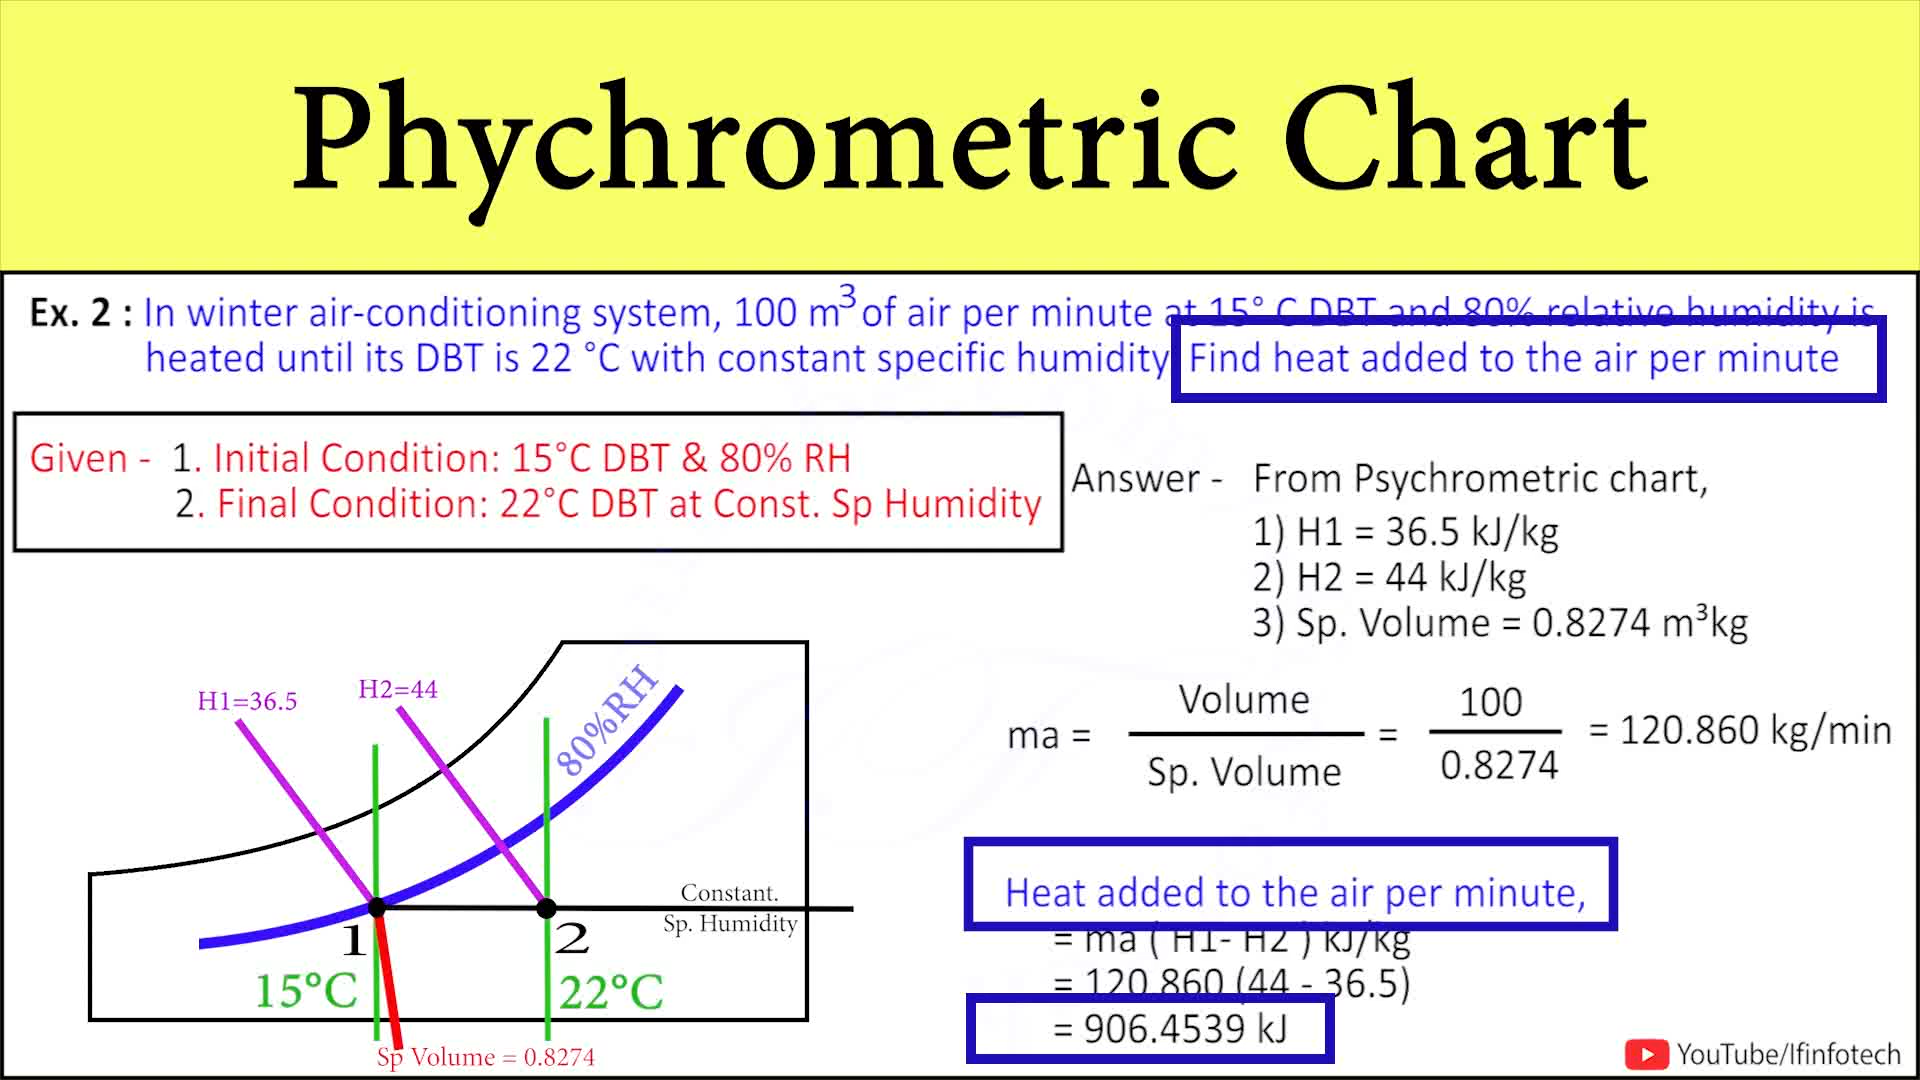 Phychrometric Chart
Ex. 2 : In winter air-conditioning system, 100 m³ of air per minute at 15° C DBT and 80% relative humidity is
heated until its DBT is 22 °C with constant specific humidity Find heat added to the air per minute
Given - 1. Initial Condition: 15°C DBT & 80% RH
2. Final Condition: 22°C DBT at Const. Sp Humidity
Answer - From Psychrometric chart,
1) H1 = 36.5 kJ/kg
2) H2 = 44 kJ/kg
3) Sp. Volume = 0.8274 m³kg
ma = Volume / Sp. Volume = 100 / 0.8274 = 120.860 kg/min
Heat added to the air per minute,
= ma ( H1- H2 ) kJ/kg
= 120.860 (44 - 36.5)
= 906.4539 kJ
H1=36.5
H2=44
80%RH
Constant.
Sp. Humidity
1
2
15°C
22°C
Sp Volume = 0.8274
YouTube/lfinfotech